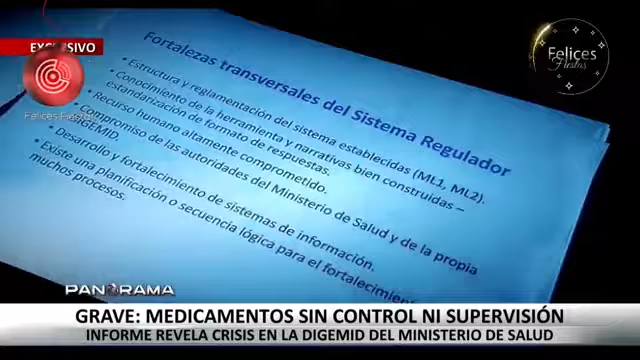 EXCLUSIVO
Felices Fiestas
Felices
Fiestas
Fortalezas transversales del Sistema Regulador
• Estructura y reglamentación del sistema establecidas (ML1, ML2).
• Conocimiento de la herramienta y narrativas bien construidas –
estandarización de formato de respuestas.
• Recurso humano altamente comprometido.
• Compromiso de las autoridades del Ministerio de Salud y de la propia
DIGEMID.
• Desarrollo y fortalecimiento de sistemas de información.
• Existe una planificación o secuencia lógica para el fortalecimient
muchos procesos.
PANORAMA
GRAVE: MEDICAMENTOS SIN CONTROL NI SUPERVISIÓN
INFORME REVELA CRISIS EN LA DIGEMID DEL MINISTERIO DE SALUD